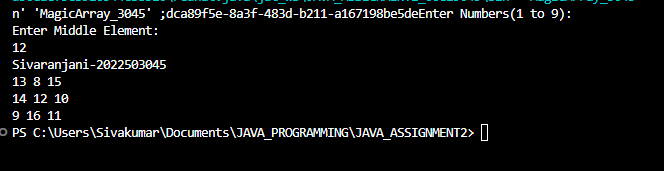 n' 'MagicArray_3045' ;dca89f5e-8a3f-483d-b211-a167198be5deEnter Numbers(1 to 9):
Enter Middle Element:
12
Sivaranjani-2022503045
13 8 15
14 12 10
9 16 11
PS C:\Users\Sivakumar\Documents\JAVA_PROGRAMMING\JAVA_ASSIGNMENT2>